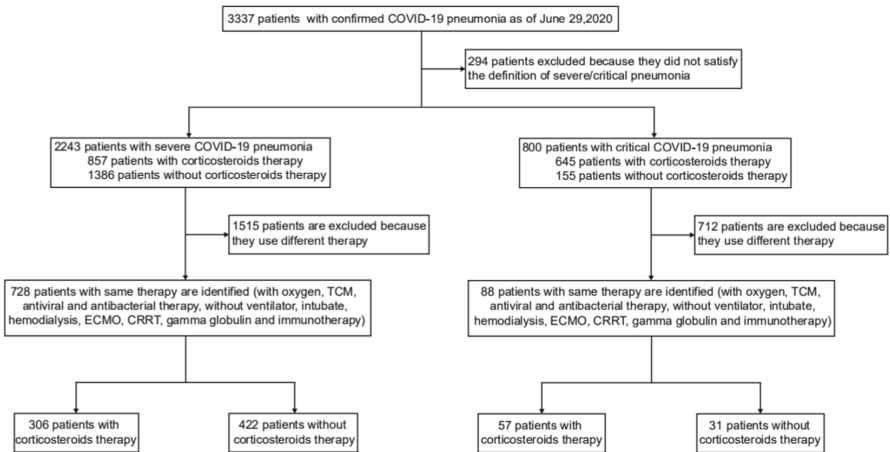 3337 patients with confirmed COVID-19 pneumonia as of June 29,2020
294 patients excluded because they did not satisfy
the definition of severe/critical pneumonia
2243 patients with severe COVID-19 pneumonia
857 patients with corticosteroids therapy
1386 patients without corticosteroids therapy
800 patients with critical COVID-19 pneumonia
645 patients with corticosteroids therapy
155 patients without corticosteroids therapy
1515 patients are excluded because
they use different therapy
712 patients are excluded because
they use different therapy
728 patients with same therapy are identified (with oxygen, TCM,
antiviral and antibacterial therapy, without ventilator, intubate,
hemodialysis, ECMO, CRRT, gamma globulin and immunotherapy)
88 patients with same therapy are identified (with oxygen, TCM,
antiviral and antibacterial therapy, without ventilator, intubate,
hemodialysis, ECMO, CRRT, gamma globulin and immunotherapy)
306 patients with
corticosteroids therapy
422 patients without
corticosteroids therapy
57 patients with
corticosteroids therapy
31 patients without
corticosteroids therapy